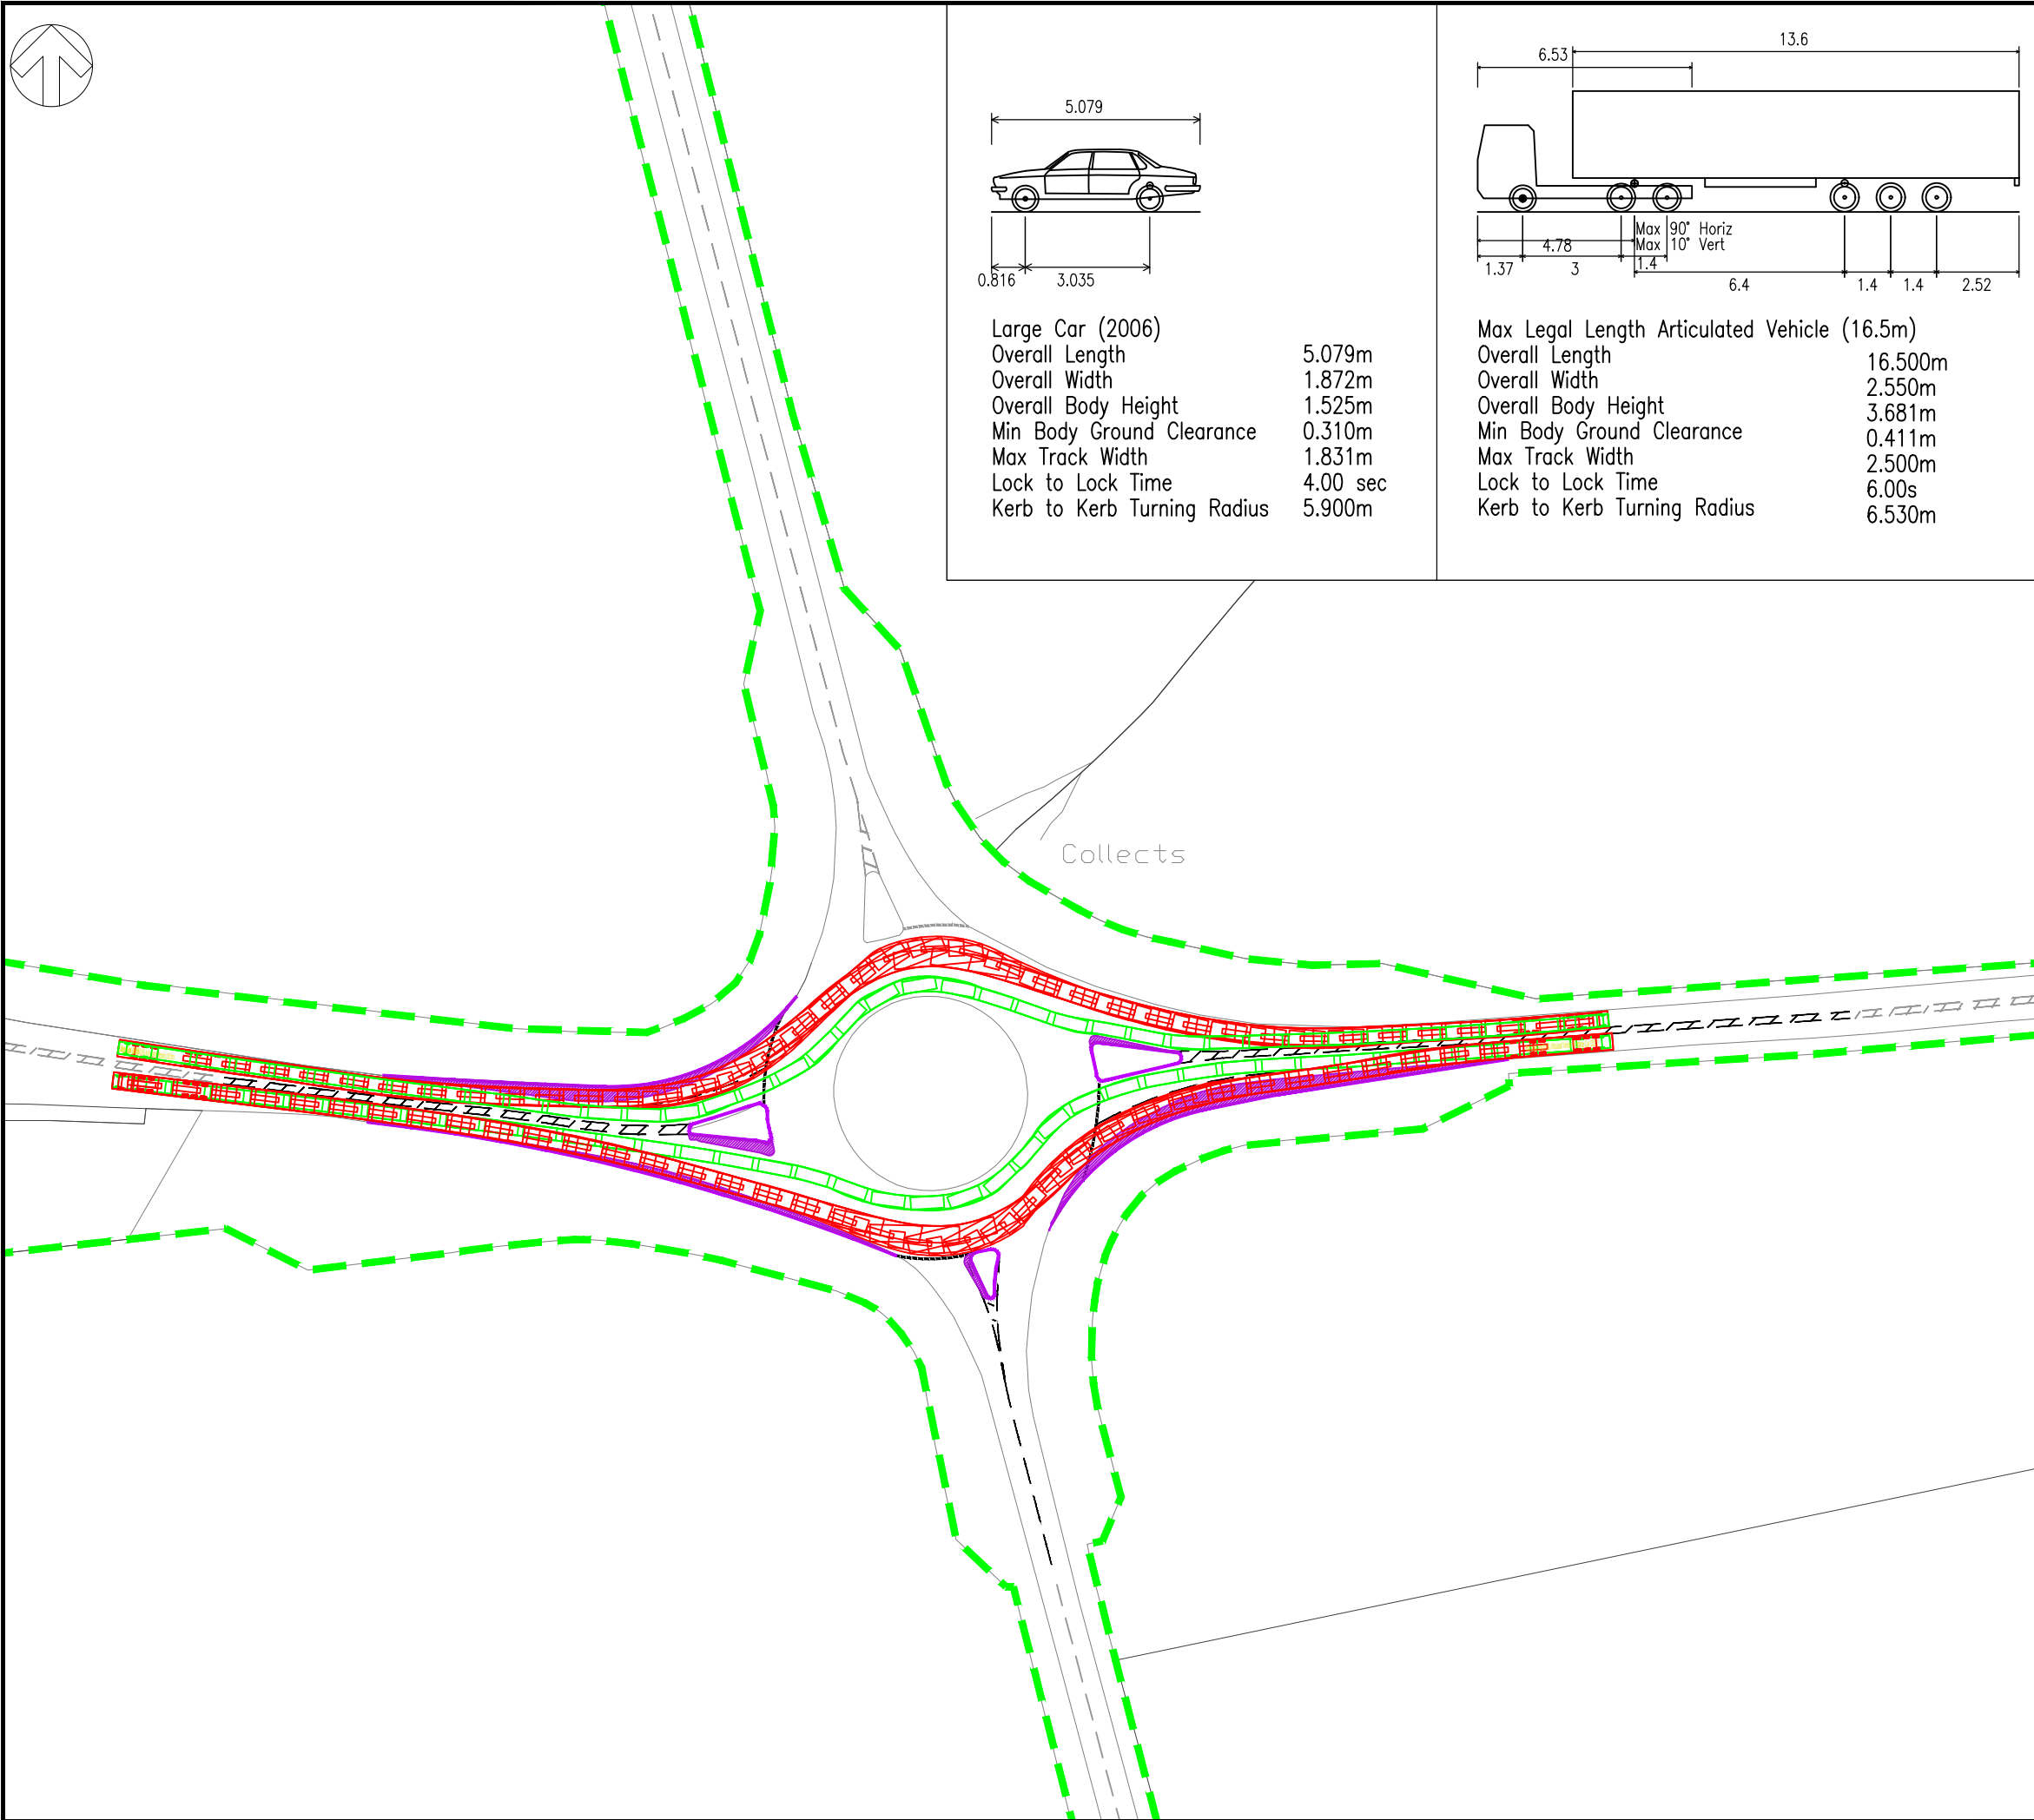 5.079
0.816 3.035
Large Car (2006)
Overall Length 5.079m
Overall Width 1.872m
Overall Body Height 1.525m
Min Body Ground Clearance 0.310m
Max Track Width 1.831m
Lock to Lock Time 4.00 sec
Kerb to Kerb Turning Radius 5.900m
13.6
6.53
Max 90° Horiz
Max 10° Vert
4.78
1.37 3 1.4
6.4 1.4 1.4 2.52
Max Legal Length Articulated Vehicle (16.5m)
Overall Length 16.500m
Overall Width 2.550m
Overall Body Height 3.681m
Min Body Ground Clearance 0.411m
Max Track Width 2.500m
Lock to Lock Time 6.00s
Kerb to Kerb Turning Radius 6.530m
Collects